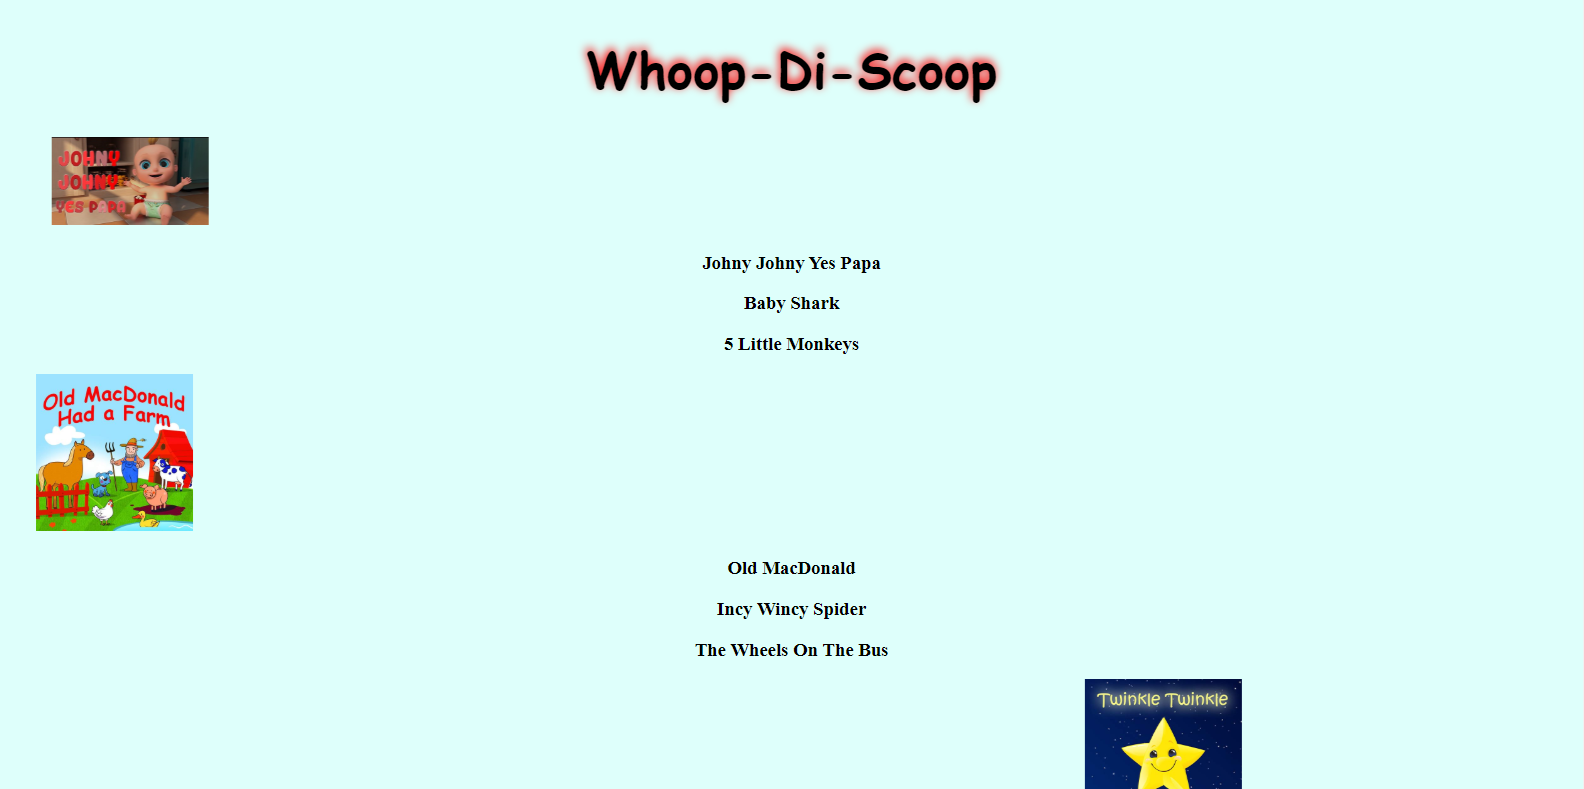 Whoop-Di-Scoop
JOHNY
JOHNY
YES PAPA
Johny Johny Yes Papa
Baby Shark
5 Little Monkeys
Old MacDonald
Had a Farm
Old MacDonald
Incy Wincy Spider
The Wheels On The Bus
Twinkle Twinkle